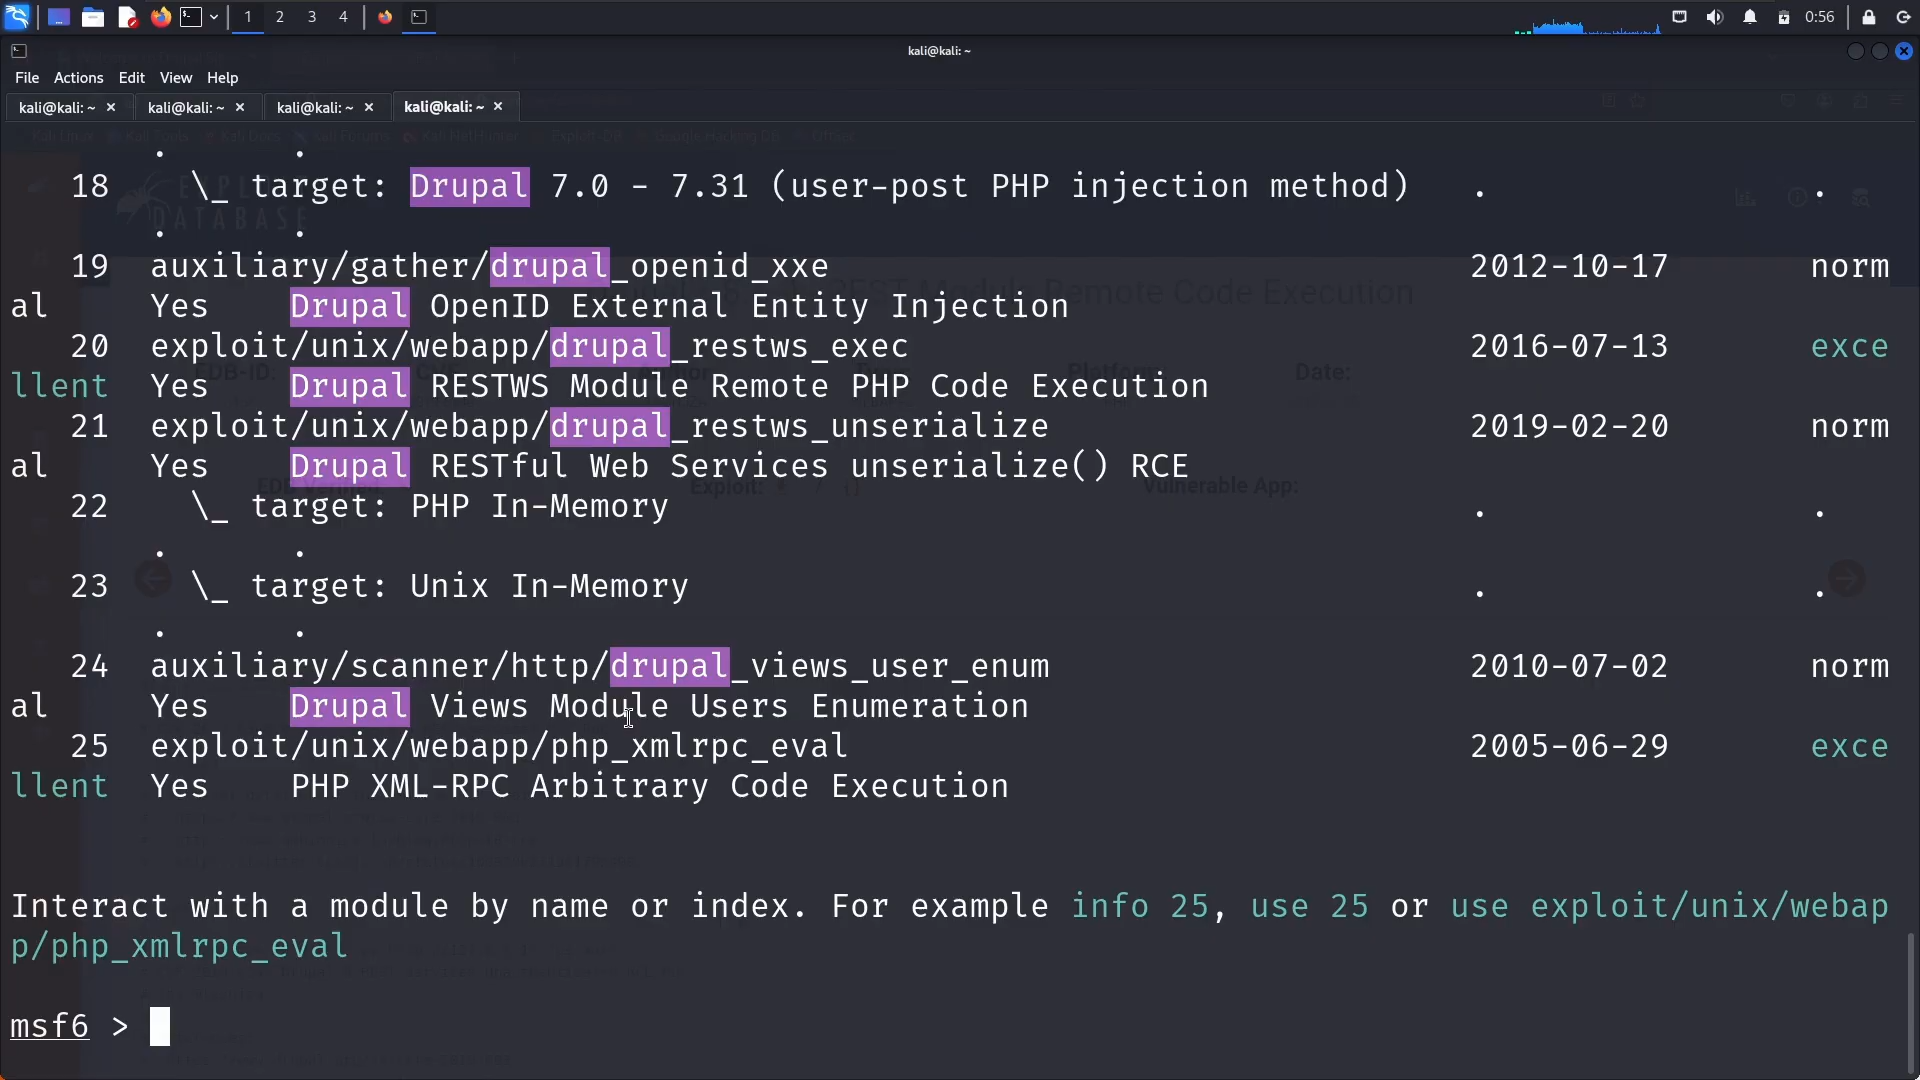 1 2 3 4 0:56
kali@kali: ~
File Actions Edit View Help
kali@kali: ~ × kali@kali: ~ × kali@kali: ~ × kali@kali: ~ ×
. .
18 \_ target: Drupal 7.0 - 7.31 (user-post PHP injection method) . .
. .
19 auxiliary/gather/drupal_openid_xxe 2012-10-17 norm
al Yes Drupal OpenID External Entity Injection
20 exploit/unix/webapp/drupal_restws_exec 2016-07-13 exce
llent Yes Drupal RESTWS Module Remote PHP Code Execution
21 exploit/unix/webapp/drupal_restws_unserialize 2019-02-20 norm
al Yes Drupal RESTful Web Services unserialize() RCE
22 \_ target: PHP In-Memory . .
. .
23 \_ target: Unix In-Memory . .
. .
24 auxiliary/scanner/http/drupal_views_user_enum 2010-07-02 norm
al Yes Drupal Views Module Users Enumeration
25 exploit/unix/webapp/php_xmlrpc_eval 2005-06-29 exce
llent Yes PHP XML-RPC Arbitrary Code Execution
Interact with a module by name or index. For example info 25, use 25 or use exploit/unix/webap
p/php_xmlrpc_eval
msf6 >